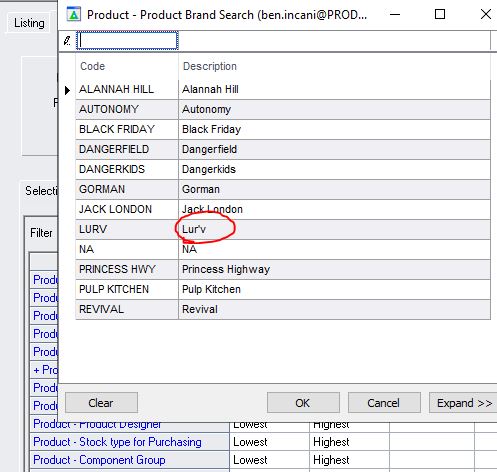 Product - Product Brand Search (ben.incani@PROD...
Listing
Code Description
ALANNAH HILL Alannah Hill
AUTONOMY Autonomy
BLACK FRIDAY Black Friday
DANGERFIELD Dangerfield
DANGERKIDS Dangerkids
GORMAN Gorman
JACK LONDON Jack London
LURV Lur'v
NA NA
PRINCESS HWY Princess Highway
PULP KITCHEN Pulp Kitchen
REVIVAL Revival
Selecti
Filter
Produ
Produ
Produ
Produ
Produ
+ Pro
Produ
Produ
Clear OK Cancel Expand >>
Product - Product Designer Lowest Highest
Product - Stock type for Purchasing Lowest Highest
Product - Component Group Lowest Highest